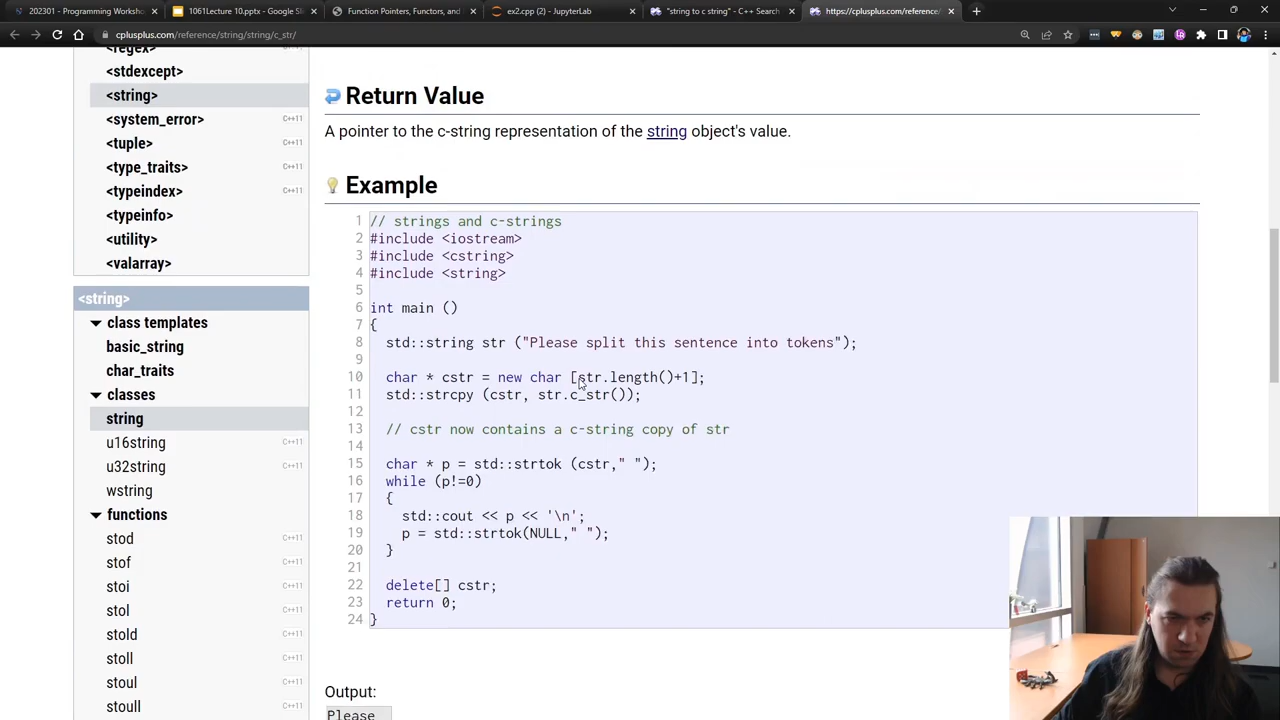 202301 - Programming Worksho
1061Lecture 10.pptx - Google Sli
Function Pointers, Functors, and
ex2.cpp (2) - JupyterLab
"string to c string" - C++ Search
https://cplusplus.com/reference/
cplusplus.com/reference/string/string/c_str/
<regex>
<stdexcept>
<string>
<system_error> C++11
<tuple> C++11
<type_traits> C++11
<typeindex> C++11
<typeinfo>
<utility>
<valarray>
<string>
class templates
basic_string
char_traits
classes
string
u16string C++11
u32string C++11
wstring
functions
stod C++11
stof C++11
stoi C++11
stol C++11
stold C++11
stoll C++11
stoul C++11
stoull C++11
Return Value
A pointer to the c-string representation of the string object's value.
Example
1 // strings and c-strings
2 #include <iostream>
3 #include <cstring>
4 #include <string>
5
6 int main ()
7 {
8 std::string str ("Please split this sentence into tokens");
9
10 char * cstr = new char [str.length()+1];
11 std::strcpy (cstr, str.c_str());
12
13 // cstr now contains a c-string copy of str
14
15 char * p = std::strtok (cstr," ");
16 while (p!=0)
17 {
18 std::cout << p << '\n';
19 p = std::strtok(NULL," ");
20 }
21
22 delete[] cstr;
23 return 0;
24 }
Output:
Please